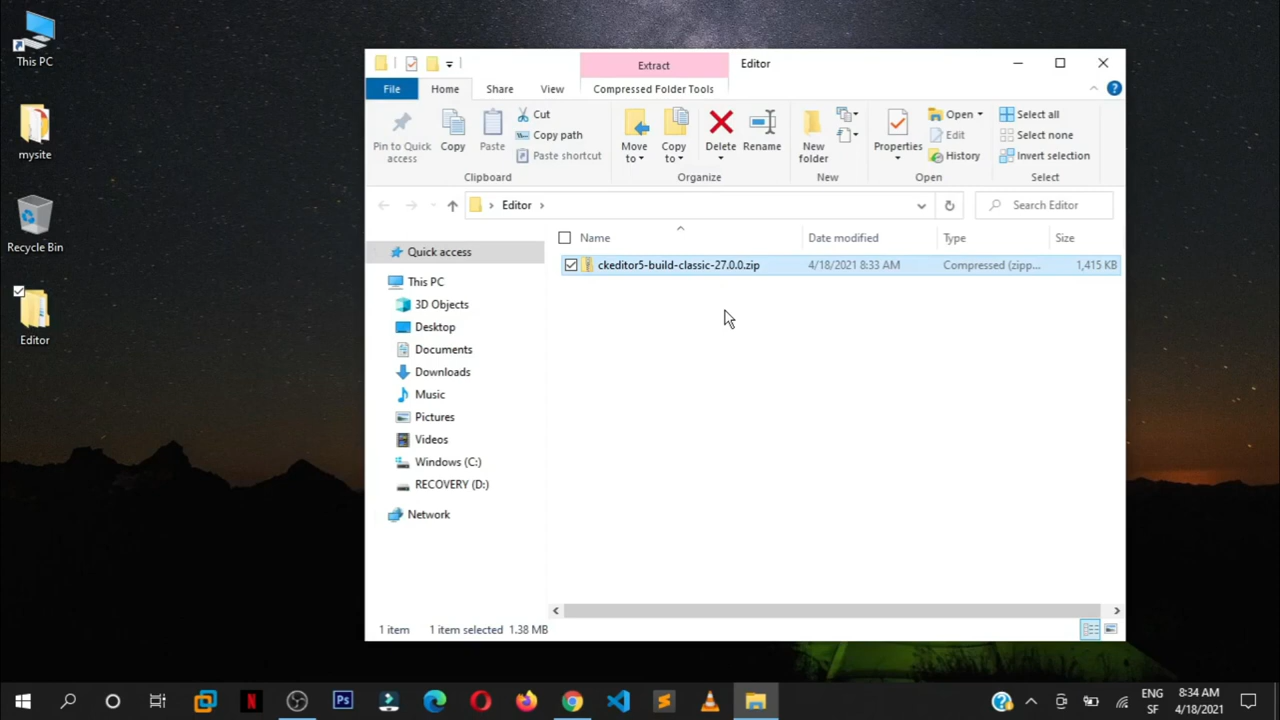 This PC
mysite
Recycle Bin
Editor
Extract
Editor
File
Home
Share
View
Compressed Folder Tools
Pin to Quick access
Copy
Paste
Cut
Copy path
Paste shortcut
Clipboard
Move to
Copy to
Delete
Rename
Organize
New folder
New
Properties
Open
Edit
History
Open
Select all
Select none
Invert selection
Select
Editor
Search Editor
Name
Date modified
Type
Size
ckeditor5-build-classic-27.0.0.zip
4/18/2021 8:33 AM
Compressed (zipp...
1,415 KB
Quick access
This PC
3D Objects
Desktop
Documents
Downloads
Music
Pictures
Videos
Windows (C:)
RECOVERY (D:)
Network
1 item
1 item selected 1.38 MB
N
Ps
ENG
SF
8:34 AM
4/18/2021